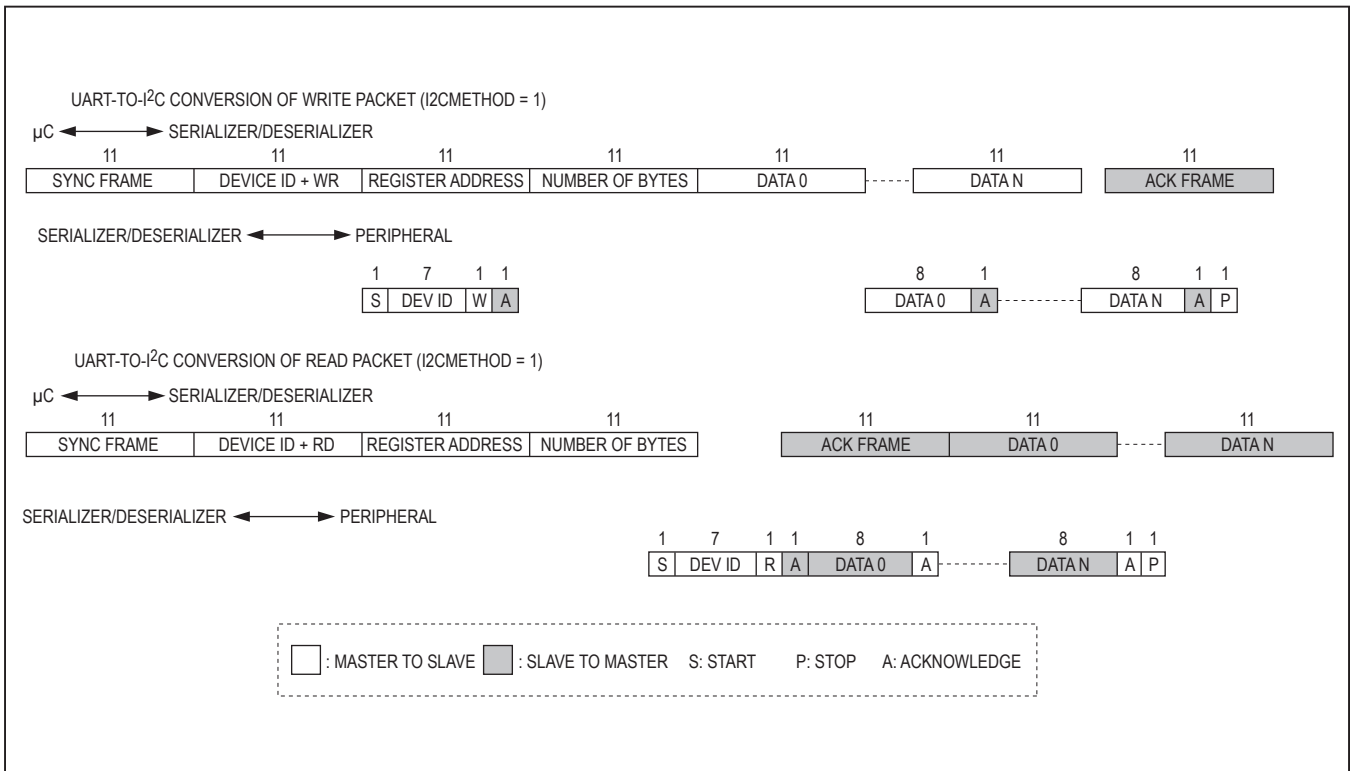 UART-TO-I2C CONVERSION OF WRITE PACKET (I2CMETHOD = 1)
µC SERIALIZER/DESERIALIZER
11 11 11 11 11 11 11
SYNC FRAME DEVICE ID + WR REGISTER ADDRESS NUMBER OF BYTES DATA 0 DATA N ACK FRAME
SERIALIZER/DESERIALIZER PERIPHERAL
1 7 1 1 8 1 8 1 1
S DEV ID W A DATA 0 A DATA N A P
UART-TO-I2C CONVERSION OF READ PACKET (I2CMETHOD = 1)
µC SERIALIZER/DESERIALIZER
11 11 11 11 11 11 11
SYNC FRAME DEVICE ID + RD REGISTER ADDRESS NUMBER OF BYTES ACK FRAME DATA 0 DATA N
SERIALIZER/DESERIALIZER PERIPHERAL
1 7 1 1 8 1 8 1 1
S DEV ID R A DATA 0 A DATA N A P
: MASTER TO SLAVE : SLAVE TO MASTER S: START P: STOP A: ACKNOWLEDGE